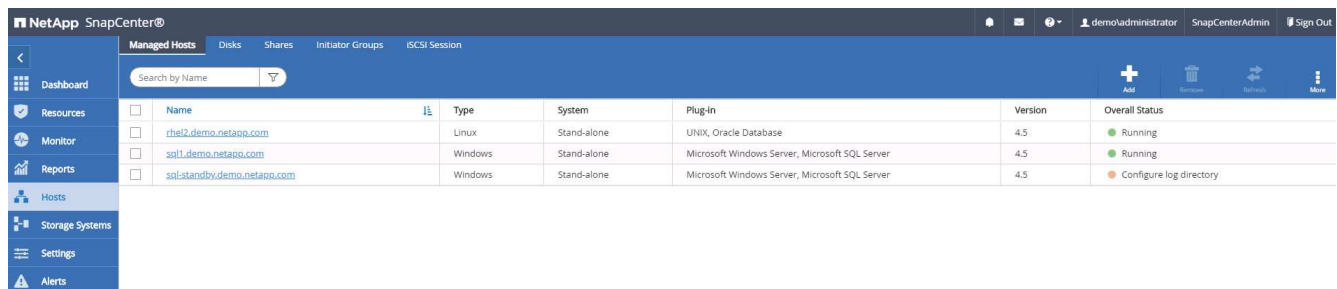 NetApp SnapCenter®
demo\administrator SnapCenterAdmin Sign Out
Managed Hosts Disks Shares Initiator Groups iSCSI Session
Search by Name
Add Remove Refresh More
Dashboard
Resources
Monitor
Reports
Hosts
Storage Systems
Settings
Alerts
Name Type System Plug-in Version Overall Status
rhel2.demo.netapp.com Linux Stand-alone UNIX, Oracle Database 4.5 Running
sql1.demo.netapp.com Windows Stand-alone Microsoft Windows Server, Microsoft SQL Server 4.5 Running
sql-standby.demo.netapp.com Windows Stand-alone Microsoft Windows Server, Microsoft SQL Server 4.5 Configure log directory